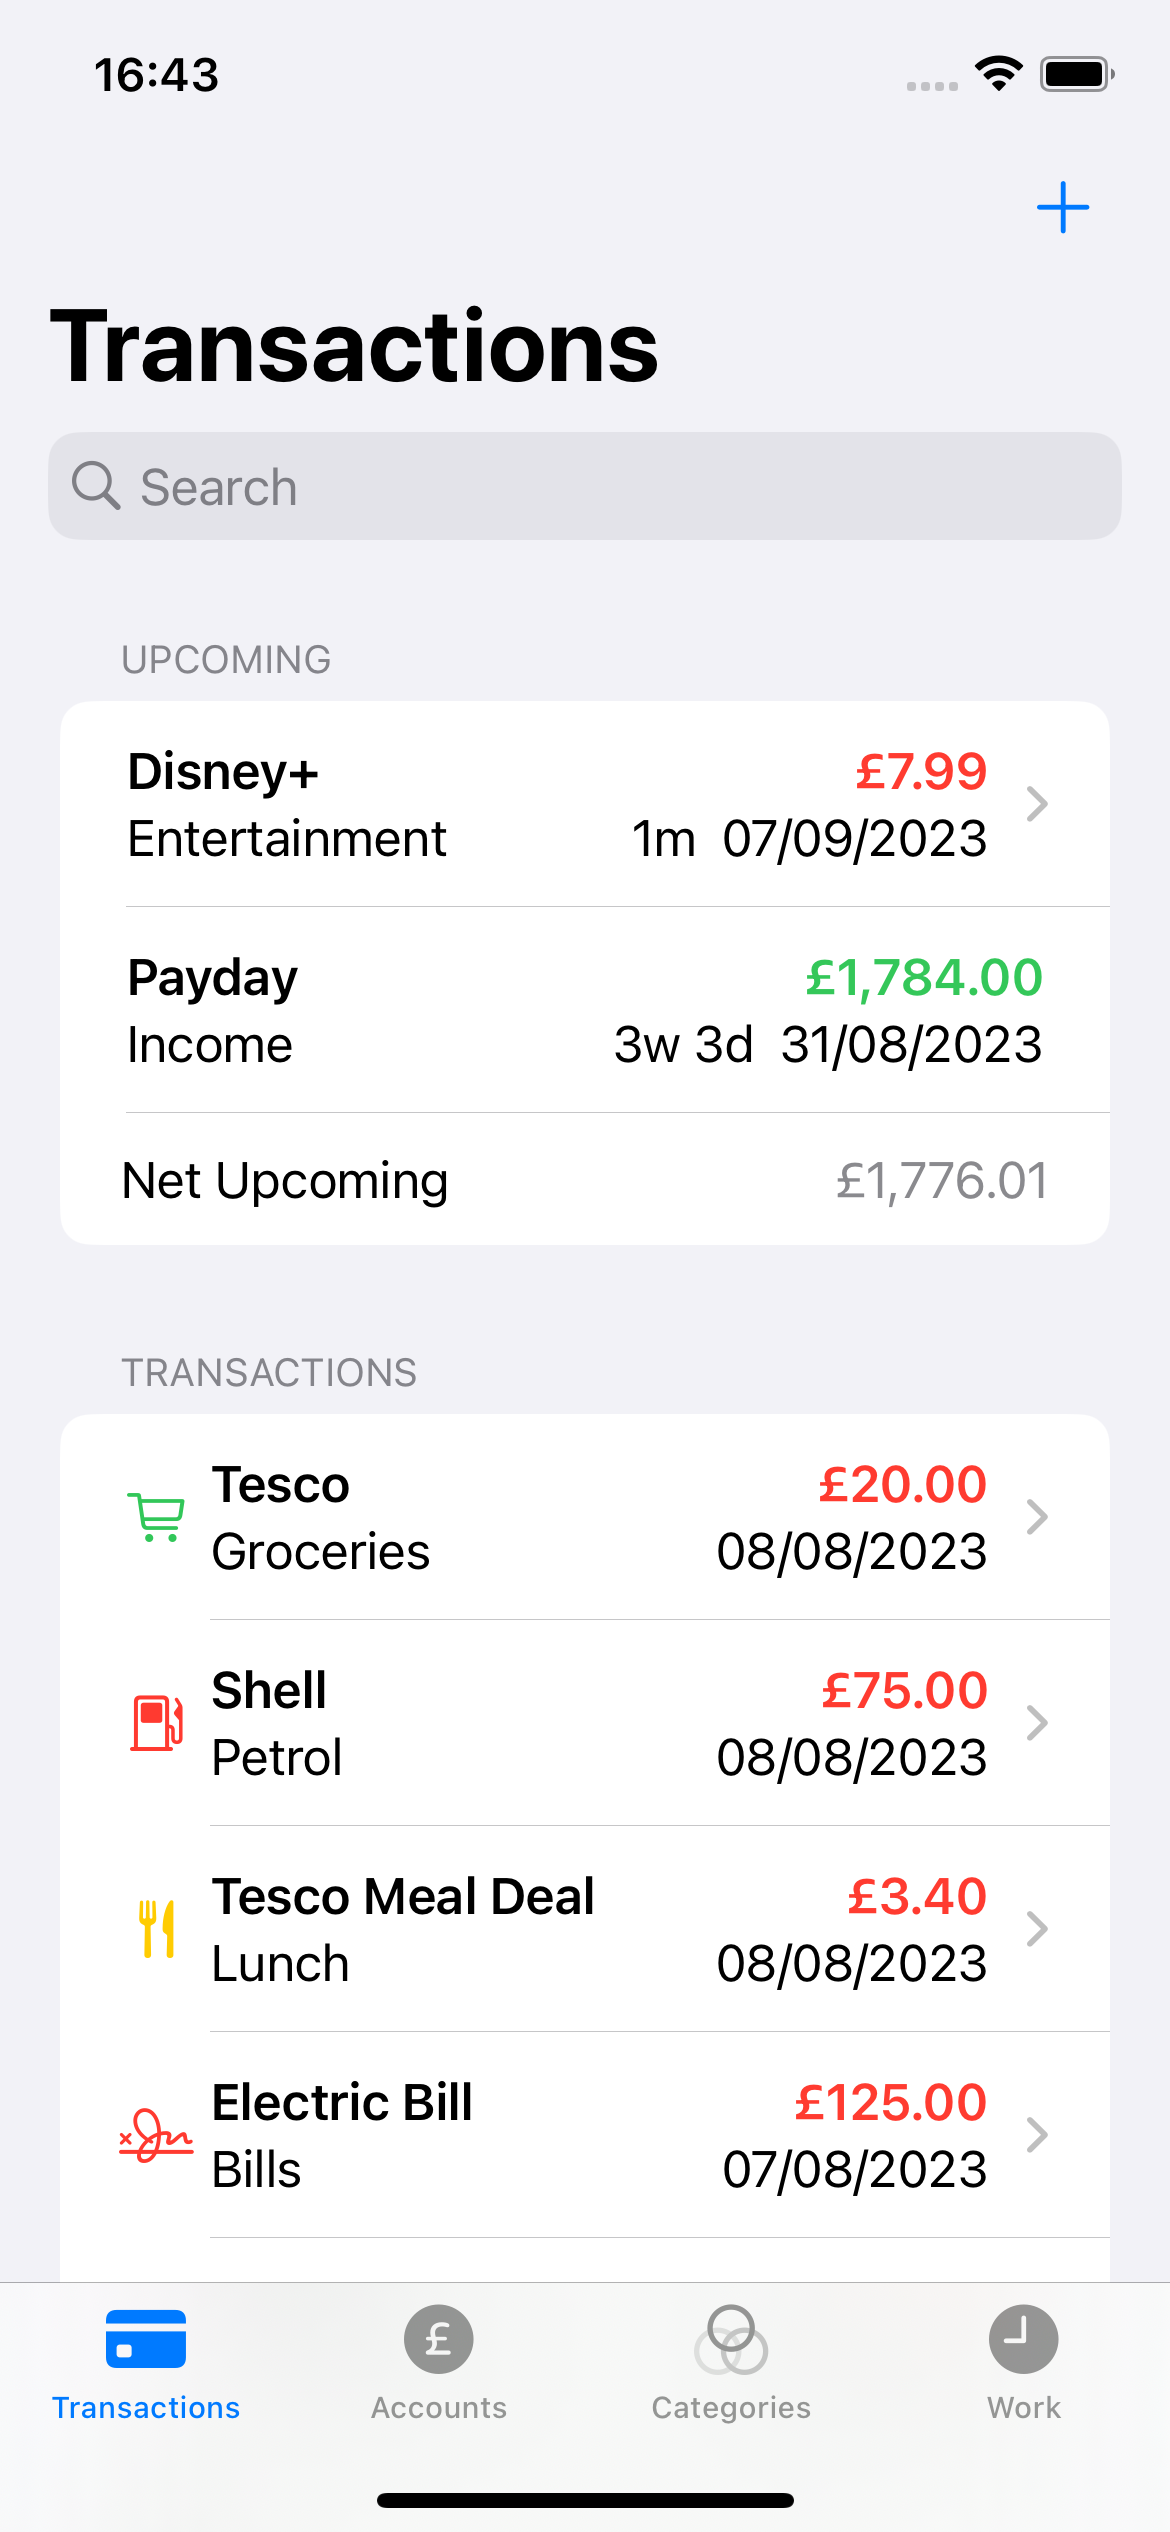 16:43
Transactions
Search
UPCOMING
Disney+ £7.99
Entertainment 1m 07/09/2023
Payday £1,784.00
Income 3w 3d 31/08/2023
Net Upcoming £1,776.01
TRANSACTIONS
Tesco £20.00
Groceries 08/08/2023
Shell £75.00
Petrol 08/08/2023
Tesco Meal Deal £3.40
Lunch 08/08/2023
Electric Bill £125.00
Bills 07/08/2023
£
Transactions Accounts Categories Work